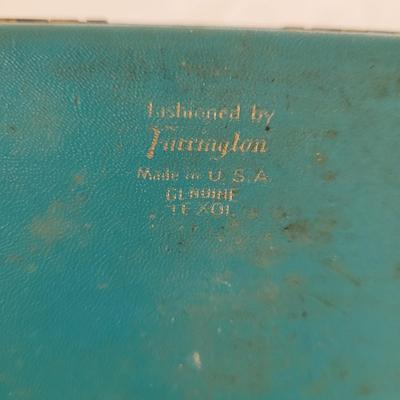 fashioned by
Farrington
Made in U.S.A.
GENUINE
TEXOL